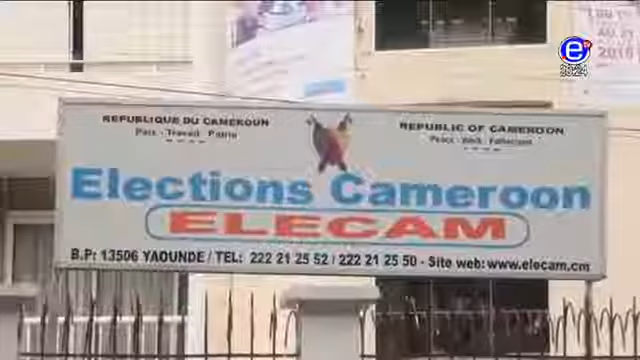 REPUBLIQUE DU CAMEROUN
Paix - Travail - Patrie
REPUBLIC OF CAMEROON
Peace - Work - Fatherland
Elections Cameroon
ELECAM
B.P: 13506 YAOUNDE / TEL: 222 21 25 52 / 222 21 25 50 - Site web: www.elecam.cm
e